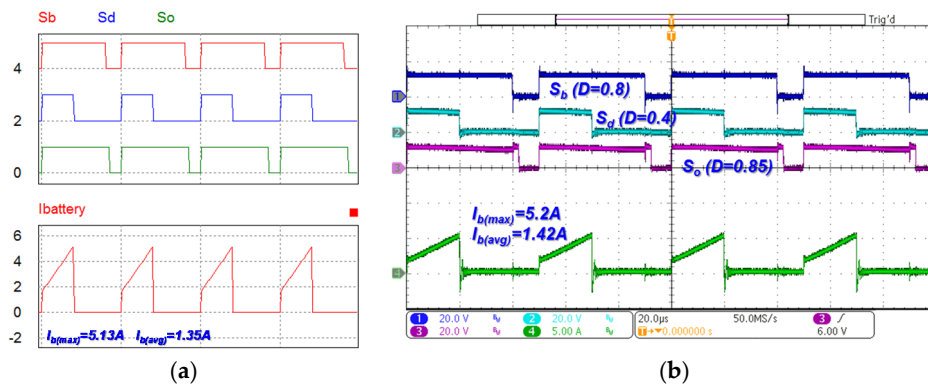 Sb Sd So
4
2
0
Ibattery
6
4
2
0
-2
Ib(max)=5.13A Ib(avg)=1.35A
(a)
Trig'd
T
T
1
Sb (D=0.8)
2
Sd (D=0.4)
3
So (D=0.85)
Ib(max)=5.2A
Ib(avg)=1.42A
4
1 20.0 V 2 20.0 V 20.0µs 50.0MS/s 3
3 20.0 V 4 5.00 A T→▼0.000000 s 6.00 V
(b)